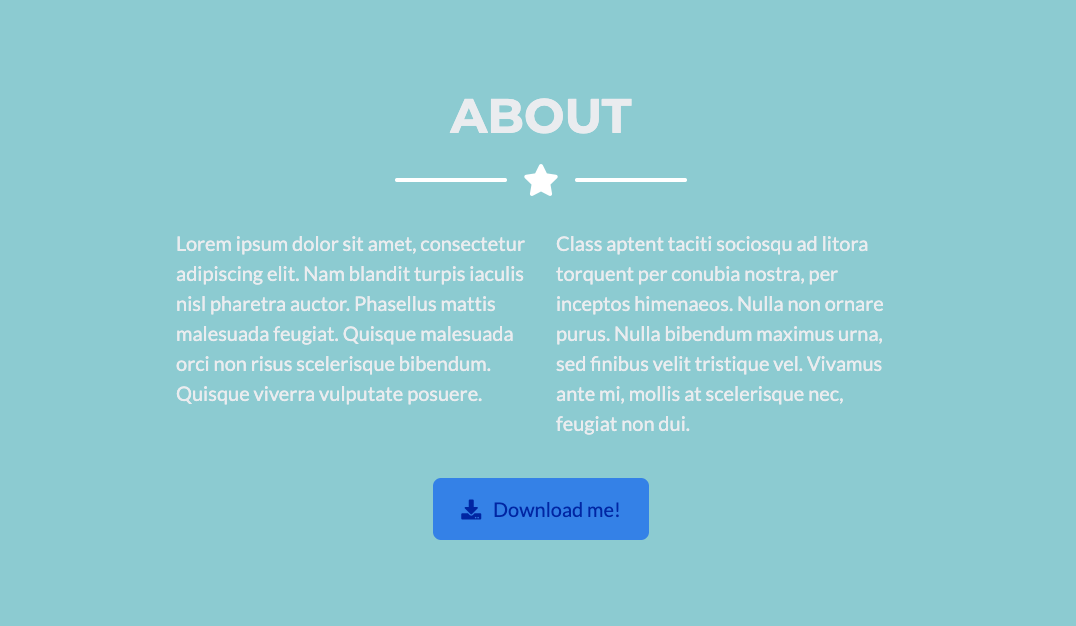 ABOUT
Lorem ipsum dolor sit amet, consectetur
adipiscing elit. Nam blandit turpis iaculis
nisl pharetra auctor. Phasellus mattis
malesuada feugiat. Quisque malesuada
orci non risus scelerisque bibendum.
Quisque viverra vulputate posuere.
Class aptent taciti sociosqu ad litora
torquent per conubia nostra, per
inceptos himenaeos. Nulla non ornare
purus. Nulla bibendum maximus urna,
sed finibus velit tristique vel. Vivamus
ante mi, mollis at scelerisque nec,
feugiat non dui.
Download me!